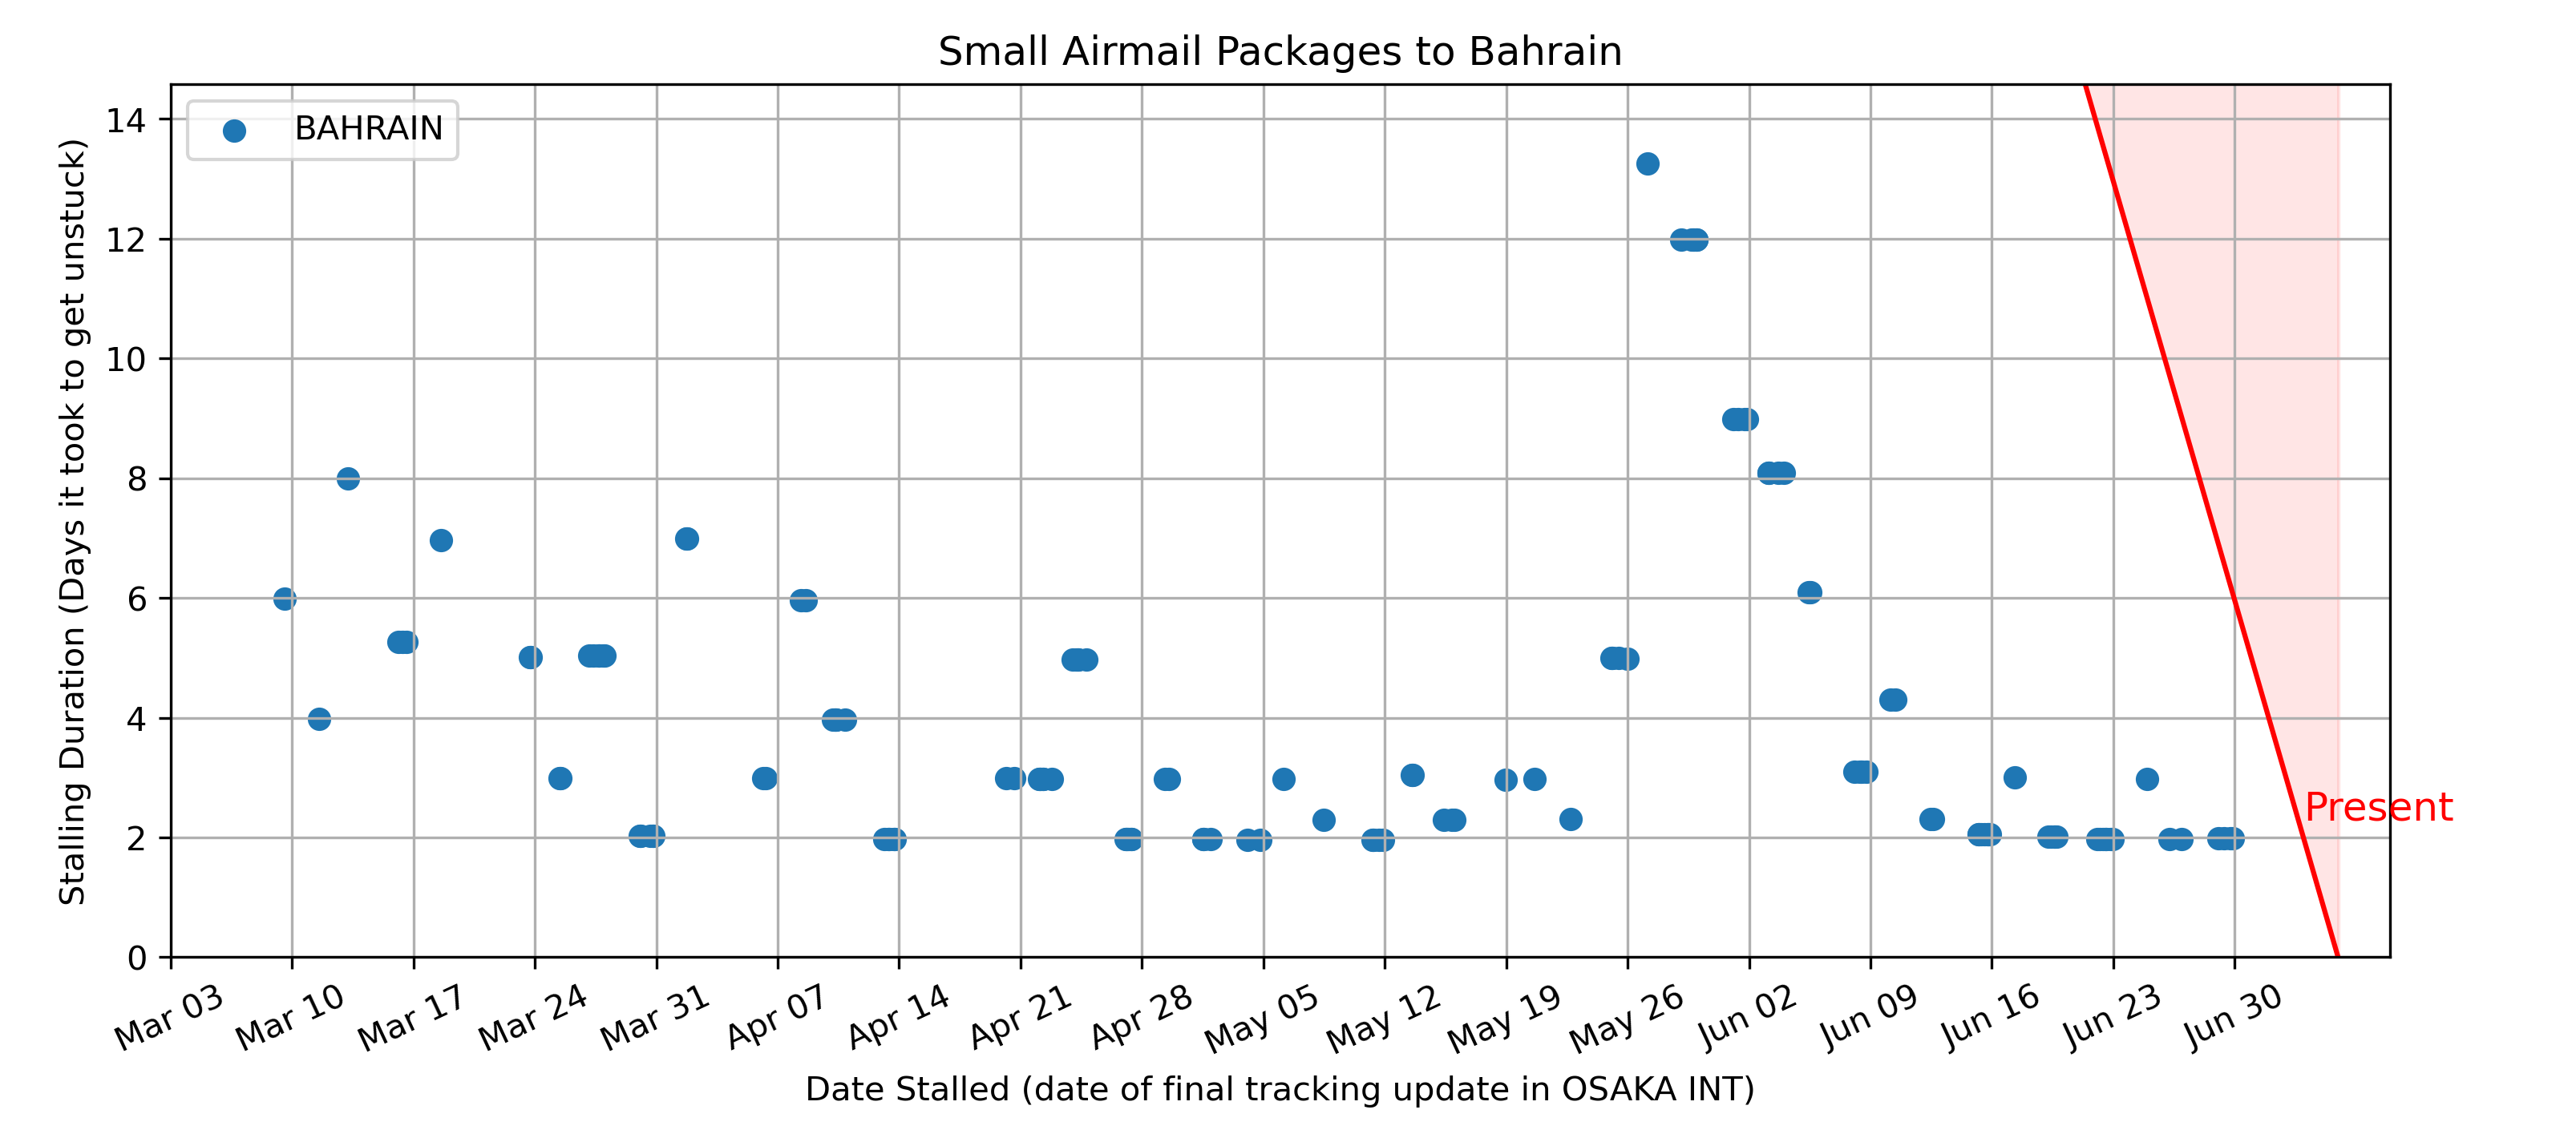 Small Airmail Packages to Bahrain
BAHRAIN
Stalling Duration (Days it took to get unstuck)
14
12
10
8
6
4
2
0
Present
Mar 03
Mar 10
Mar 17
Mar 24
Mar 31
Apr 07
Apr 14
Apr 21
Apr 28
May 05
May 12
May 19
May 26
Jun 02
Jun 09
Jun 16
Jun 23
Jun 30
Date Stalled (date of final tracking update in OSAKA INT)